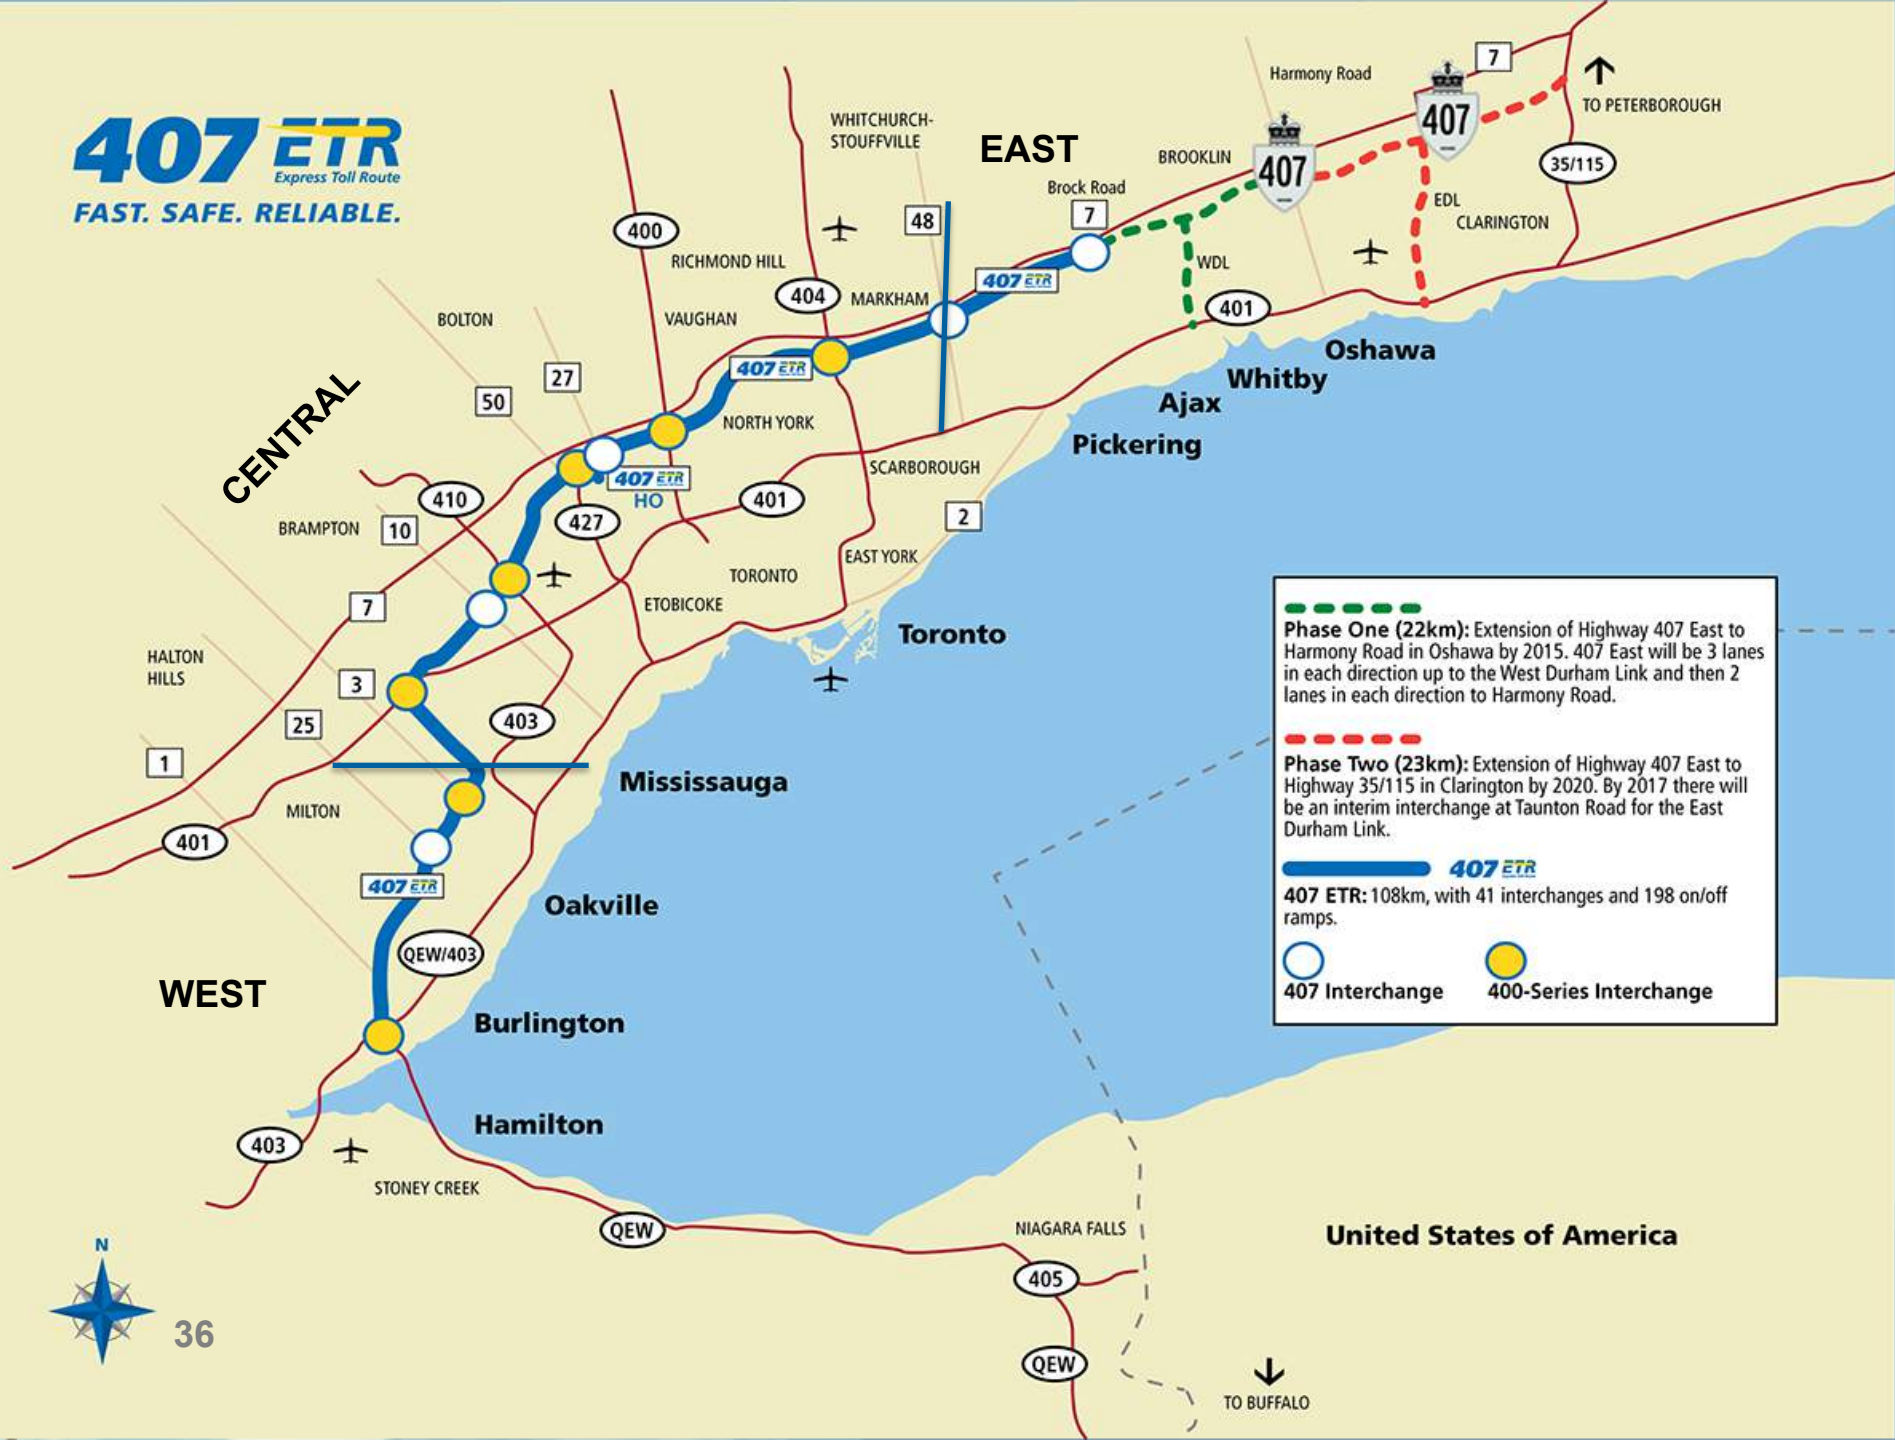 407 ETR
Express Toll Route
FAST. SAFE. RELIABLE.
WHITCHURCH-
STOUFFVILLE
EAST
Brock Road
7
BROOKLIN
Harmony Road
407
407
7
TO PETERBOROUGH
35/115
EDL
CLARINGTON
WDL
401
400
RICHMOND HILL
48
404
MARKHAM
407 ETR
BOLTON
VAUGHAN
407 ETR
27
50
CENTRAL
NORTH YORK
407 ETR
HO
410
427
401
SCARBOROUGH
2
BRAMPTON
10
EAST YORK
TORONTO
ETOBICOKE
7
HALTON
HILLS
3
25
403
1
MILTON
401
407 ETR
QEW/403
WEST
Oshawa
Whitby
Ajax
Pickering
Toronto
Mississauga
Oakville
Burlington
Hamilton
403
STONEY CREEK
QEW
NIAGARA FALLS
405
QEW
TO BUFFALO
United States of America
Phase One (22km): Extension of Highway 407 East to
Harmony Road in Oshawa by 2015. 407 East will be 3 lanes
in each direction up to the West Durham Link and then 2
lanes in each direction to Harmony Road.
Phase Two (23km): Extension of Highway 407 East to
Highway 35/115 in Clarington by 2020. By 2017 there will
be an interim interchange at Taunton Road for the East
Durham Link.
407 ETR
407 ETR: 108km, with 41 interchanges and 198 on/off
ramps.
407 Interchange
400-Series Interchange
N
36